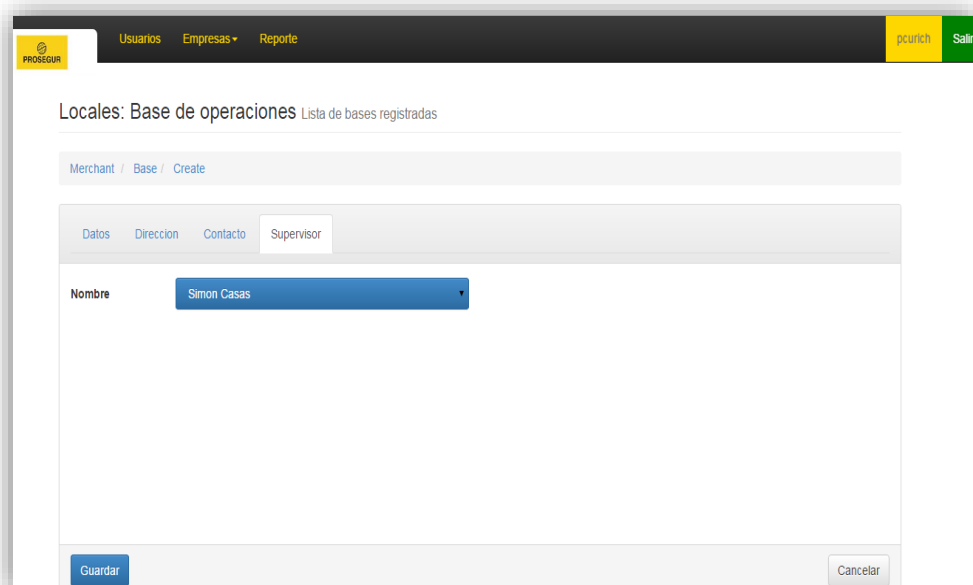 PROSEGUR
Usuarios Empresas Reporte pcurich Salir
Locales: Base de operaciones Lista de bases registradas
Merchant / Base / Create
Datos Direccion Contacto Supervisor
Nombre Simon Casas
Guardar Cancelar